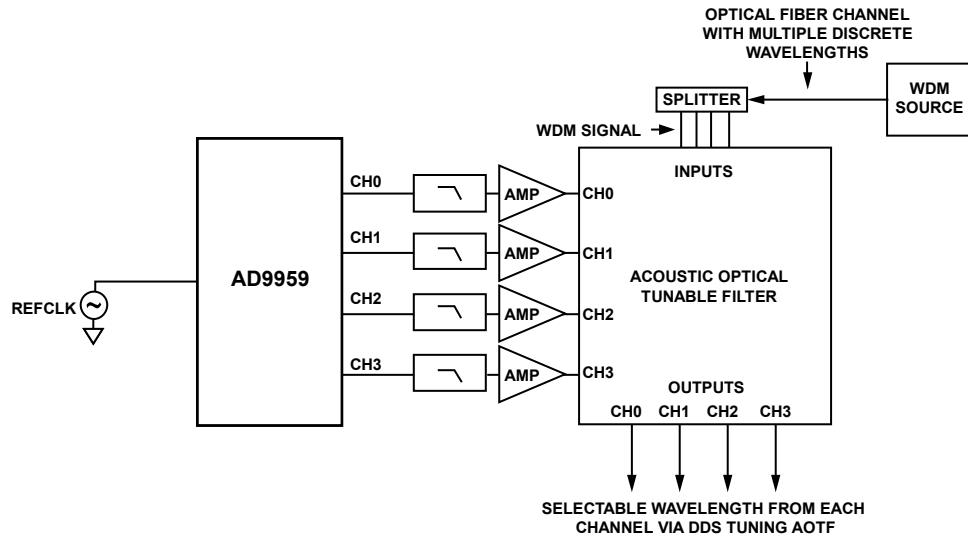 OPTICAL FIBER CHANNEL
WITH MULTIPLE DISCRETE
WAVELENGTHS
WDM
SOURCE
SPLITTER
WDM SIGNAL
INPUTS
CH0
AMP
CH0
CH1
AMP
CH1
AD9959
ACOUSTIC OPTICAL
TUNABLE FILTER
REFCLK
CH2
AMP
CH2
CH3
AMP
CH3
OUTPUTS
CH0 CH1 CH2 CH3
SELECTABLE WAVELENGTH FROM EACH
CHANNEL VIA DDS TUNING AOTF